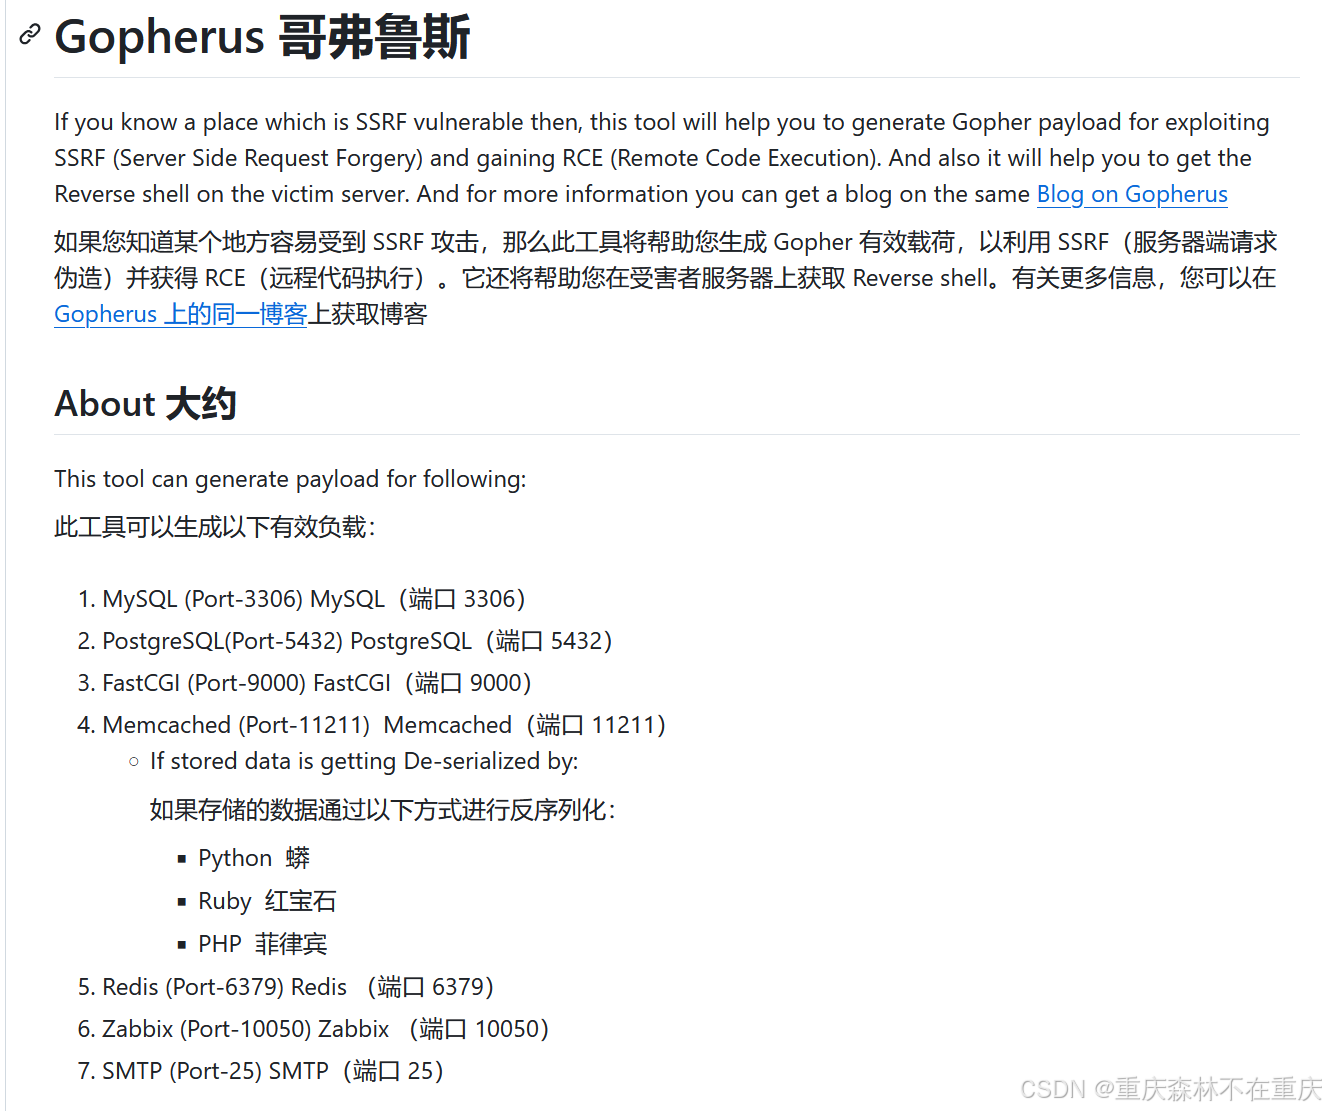 Gopherus 哥弗鲁斯
If you know a place which is SSRF vulnerable then, this tool will help you to generate Gopher payload for exploiting
SSRF (Server Side Request Forgery) and gaining RCE (Remote Code Execution). And also it will help you to get the
Reverse shell on the victim server. And for more information you can get a blog on the same Blog on Gopherus
如果您知道某个地方容易受到 SSRF 攻击，那么此工具将帮助您生成 Gopher 有效载荷，以利用 SSRF（服务器端请求
伪造）并获得 RCE（远程代码执行）。它还将帮助您在受害者服务器上获取 Reverse shell。有关更多信息，您可以在
Gopherus 上的同一博客上获取博客
About 大约
This tool can generate payload for following:
此工具可以生成以下有效负载：
1. MySQL (Port-3306) MySQL（端口 3306）
2. PostgreSQL(Port-5432) PostgreSQL（端口 5432）
3. FastCGI (Port-9000) FastCGI（端口 9000）
4. Memcached (Port-11211) Memcached（端口 11211）
If stored data is getting De-serialized by:
如果存储的数据通过以下方式进行反序列化：
Python 蟒
Ruby 红宝石
PHP 菲律宾
5. Redis (Port-6379) Redis （端口 6379）
6. Zabbix (Port-10050) Zabbix （端口 10050）
7. SMTP (Port-25) SMTP（端口 25）
CSDN @重庆森林不在重庆